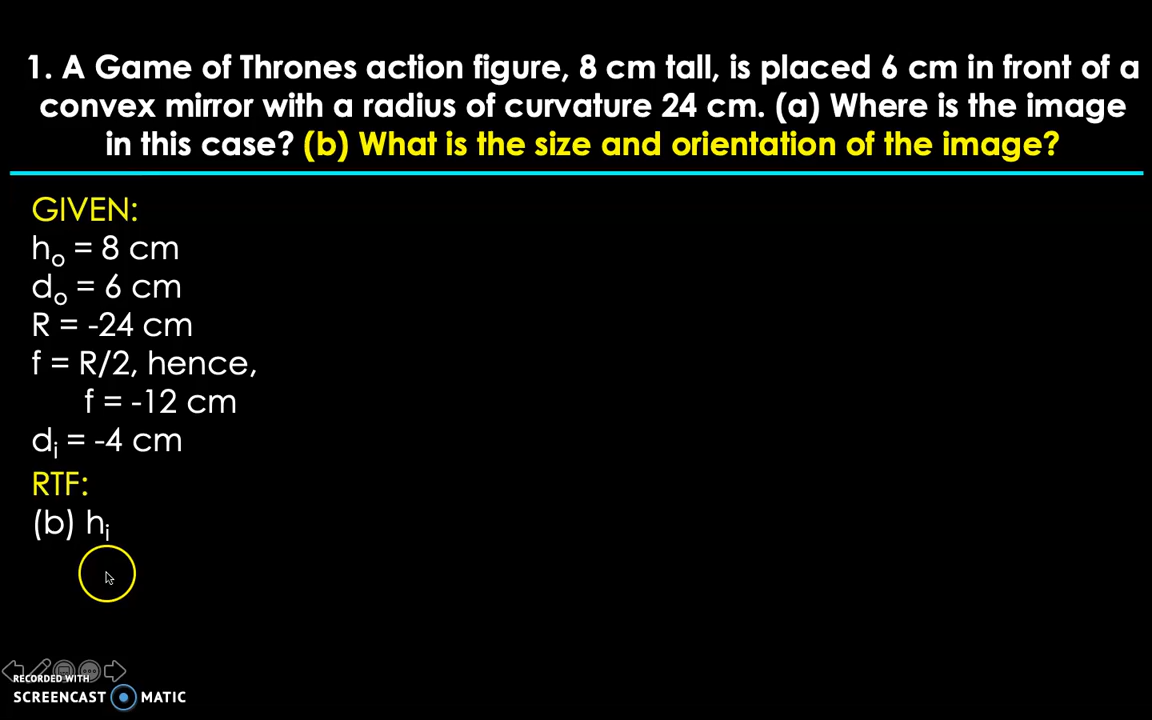 1. A Game of Thrones action figure, 8 cm tall, is placed 6 cm in front of a
convex mirror with a radius of curvature 24 cm. (a) Where is the image
in this case? (b) What is the size and orientation of the image?
GIVEN:
hₒ = 8 cm
dₒ = 6 cm
R = -24 cm
f = R/2, hence,
f = -12 cm
dᵢ = -4 cm
RTF:
(b) hᵢ
RECORDED WITH
SCREENCAST MATIC